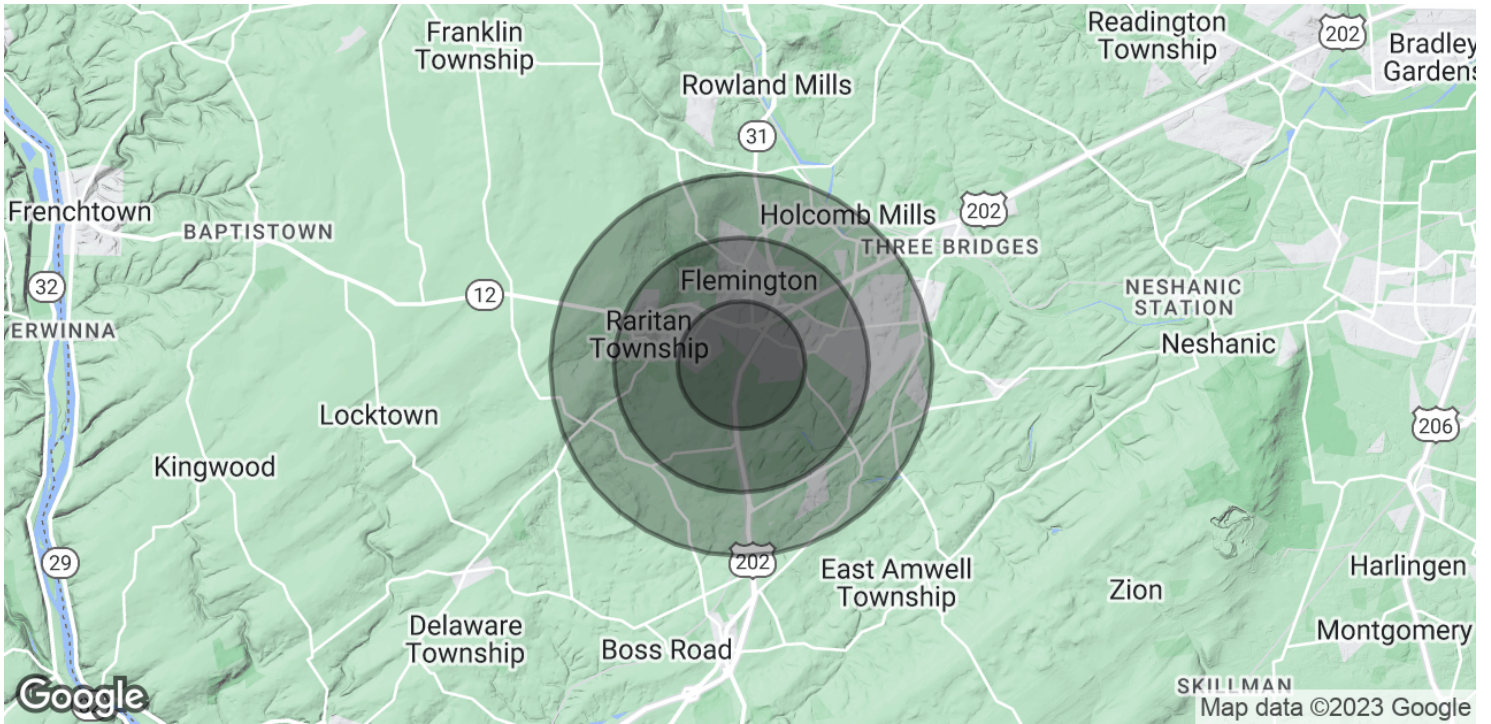 Franklin
Township
Readington
Township
202
Bradley
Gardens
Rowland Mills
31
Frenchtown
BAPTISTOWN
Holcomb Mills
202
THREE BRIDGES
32
12
Flemington
NESHANIC
STATION
ERWINNA
Raritan
Township
Neshanic
Locktown
206
Kingwood
29
202
East Amwell
Township
Zion
Harlingen
Delaware
Township
Boss Road
Montgomery
SKILLMAN
Google
Map data ©2023 Google